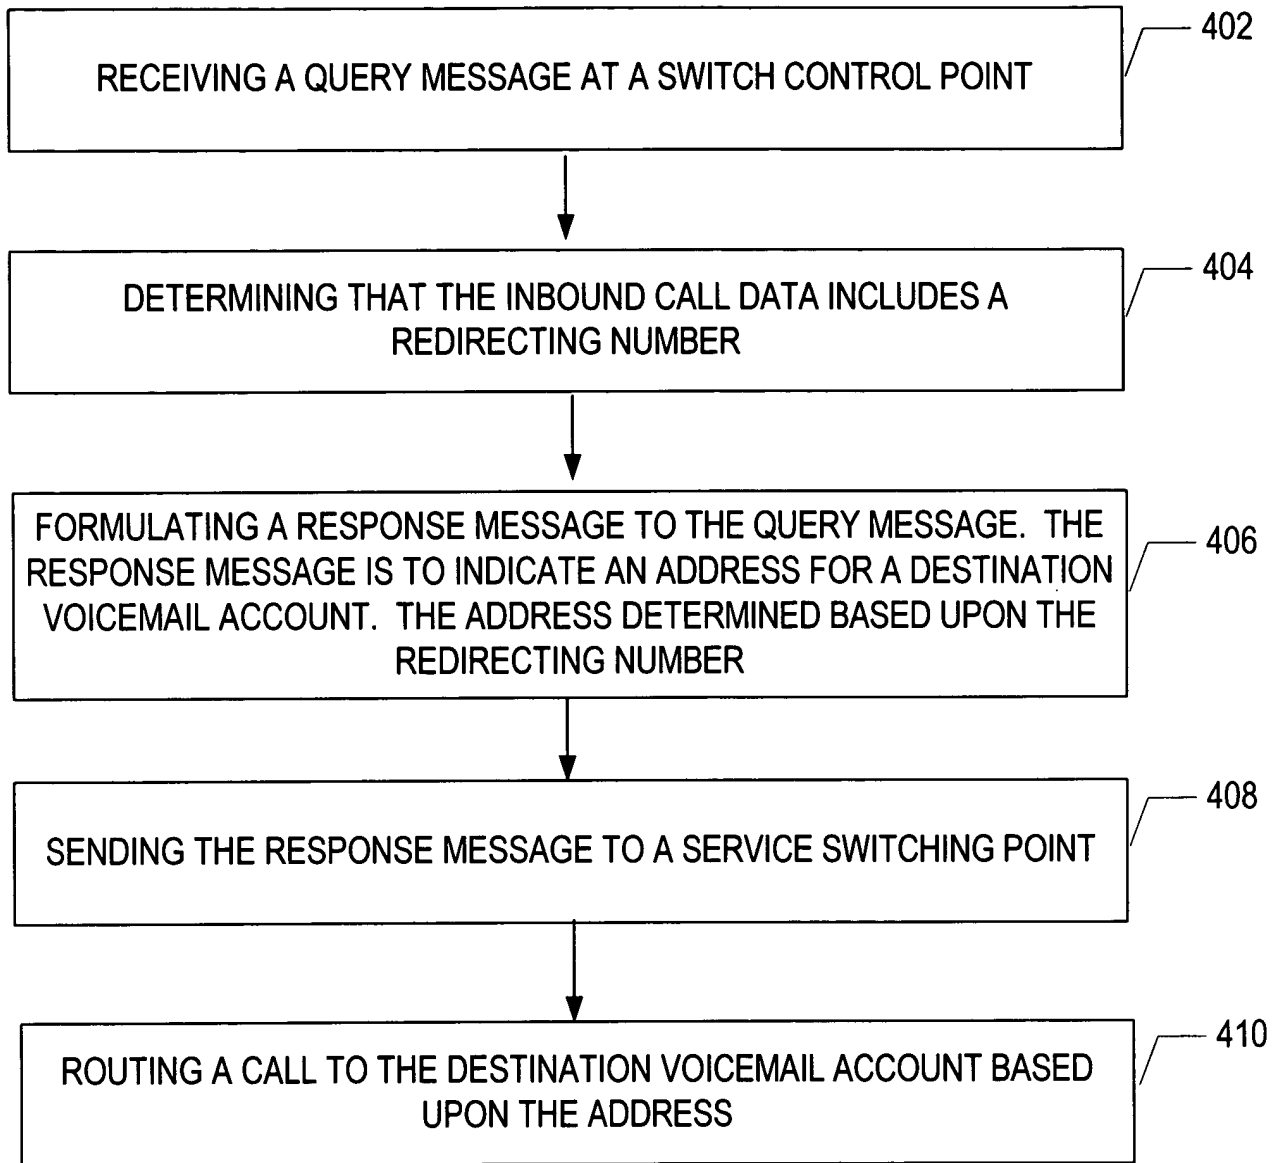 RECEIVING A QUERY MESSAGE AT A SWITCH CONTROL POINT
402
DETERMINING THAT THE INBOUND CALL DATA INCLUDES A
REDIRECTING NUMBER
404
FORMULATING A RESPONSE MESSAGE TO THE QUERY MESSAGE. THE
RESPONSE MESSAGE IS TO INDICATE AN ADDRESS FOR A DESTINATION
VOICEMAIL ACCOUNT. THE ADDRESS DETERMINED BASED UPON THE
REDIRECTING NUMBER
406
SENDING THE RESPONSE MESSAGE TO A SERVICE SWITCHING POINT
408
ROUTING A CALL TO THE DESTINATION VOICEMAIL ACCOUNT BASED
UPON THE ADDRESS
410